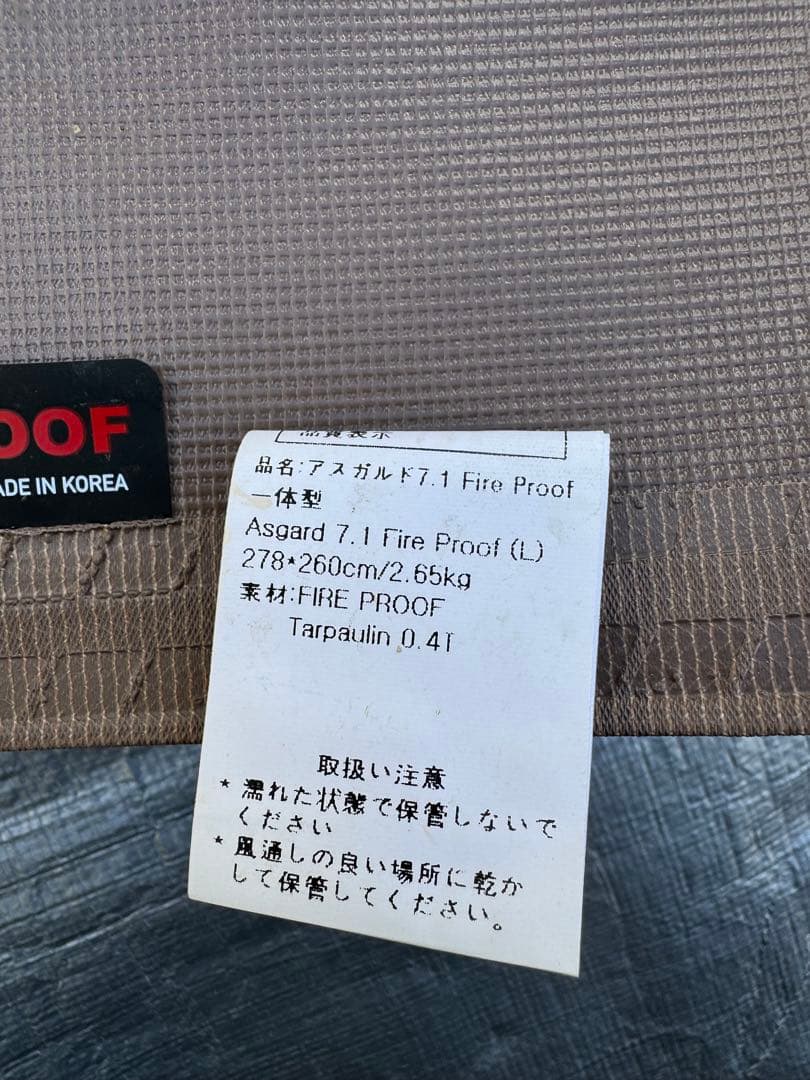 OOF
ADE IN KOREA
品質表示
品名:アスガルド7.1 Fire Proof
一体型
Asgard 7.1 Fire Proof (L)
278*260cm/2.65kg
素材:FIRE PROOF
Tarpaulin 0.4T
取扱い注意
* 濡れた状態で保管しないで
ください
* 風通しの良い場所に乾か
して保管してください。